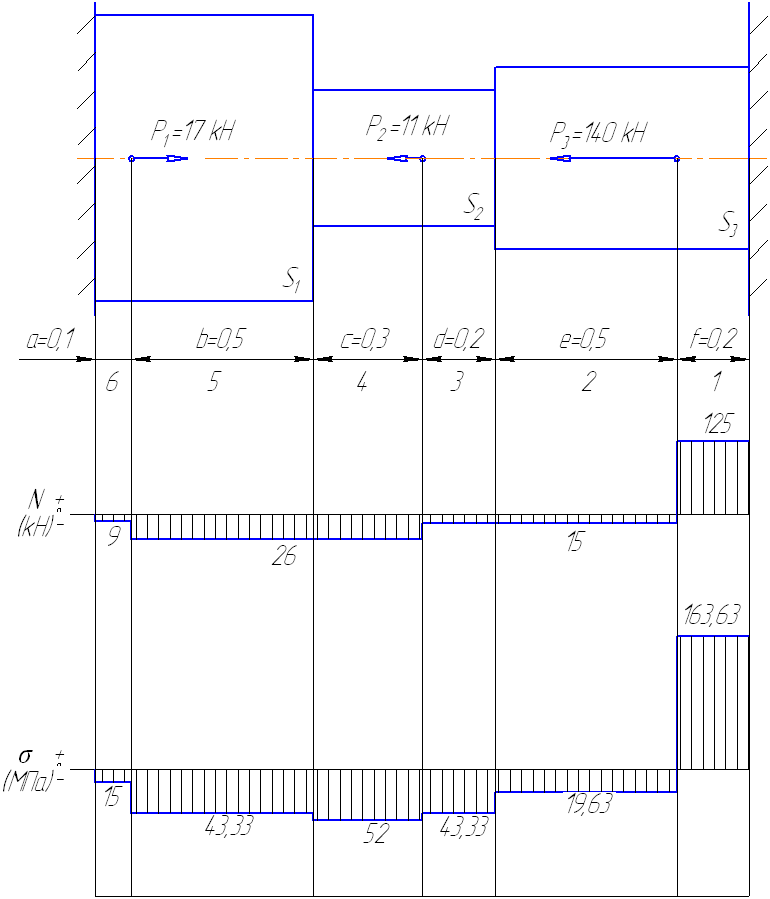 P₁=17 kH
P₂=11 kH
P₃=140 kH
S₁
S₂
S₃
a=0,1 b=0,5 c=0,3 d=0,2 e=0,5 f=0,2
6 5 4 3 2 1
N + -
(kH)
9 26 15 125
σ + -
(МПа)
15 43,33 52 43,33 19,63 163,63